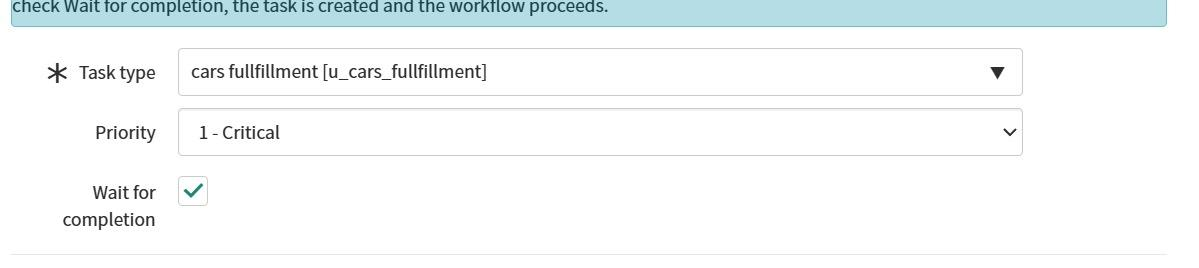 check Wait for completion, the task is created and the workflow proceeds.
Task type
cars fullfillment [u_cars_fullfillment]
Priority
1 - Critical
Wait for
completion